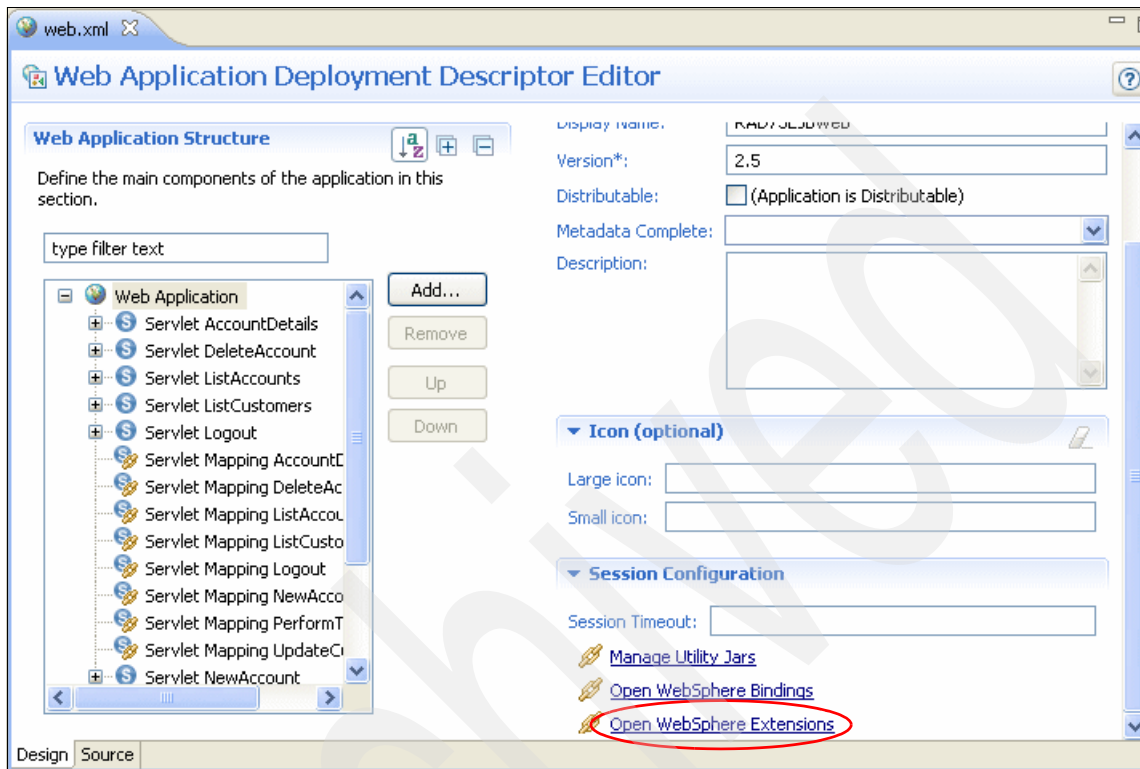 web.xml
Web Application Deployment Descriptor Editor
Web Application Structure
Define the main components of the application in this
section.
type filter text
Web Application
Servlet AccountDetails
Servlet DeleteAccount
Servlet ListAccounts
Servlet ListCustomers
Servlet Logout
Servlet Mapping AccountD
Servlet Mapping DeleteAc
Servlet Mapping ListAccou
Servlet Mapping ListCusto
Servlet Mapping Logout
Servlet Mapping NewAcco
Servlet Mapping PerformT
Servlet Mapping UpdateCu
Servlet NewAccount
Add...
Remove
Up
Down
Display Name:
RAD75EJBWeb
Version*:
2.5
Distributable:
(Application is Distributable)
Metadata Complete:
Description:
Icon (optional)
Large icon:
Small icon:
Session Configuration
Session Timeout:
Manage Utility Jars
Open WebSphere Bindings
Open WebSphere Extensions
Design
Source